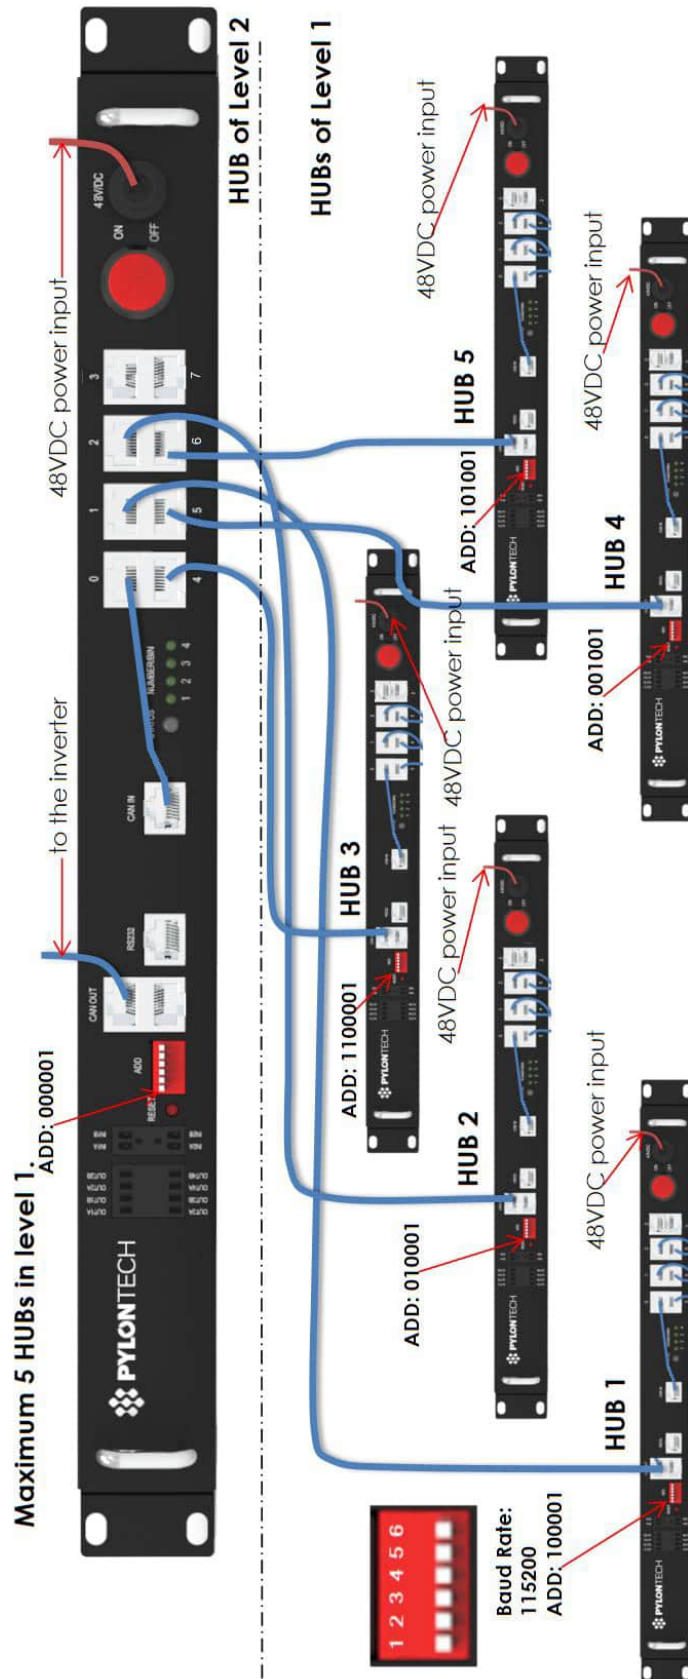 Maximum 5 HUBs in level 1.
ADD: 000001
to the inverter
48VDC power input
PYLONTECH
RESET
ADD
CAN OUT
RS232
CAN IN
NUMBER/BIN
1 2 3 4
0 1 2 3
4 5 6 7
ON
OFF
48V/DC
HUB of Level 2
HUBs of Level 1
HUB 3
ADD: 1100001
48VDC power input
HUB 5
ADD: 101001
48VDC power input
PYLONTECH
HUB 2
ADD: 010001
48VDC power input
PYLONTECH
HUB 4
ADD: 001001
48VDC power input
PYLONTECH
1 2 3 4 5 6
Baud Rate:
115200
ADD: 100001
HUB 1
48VDC power input
PYLONTECH